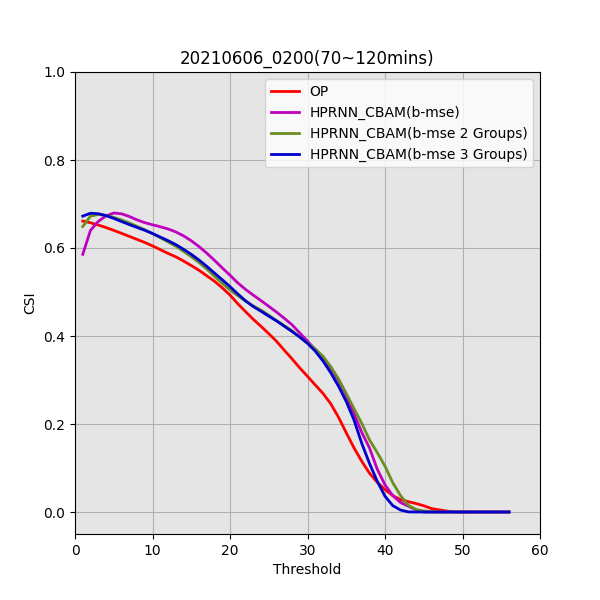 20210606_0200(70~120mins)
OP
HPRNN_CBAM(b-mse)
HPRNN_CBAM(b-mse 2 Groups)
HPRNN_CBAM(b-mse 3 Groups)
1.0
0.8
0.6
0.4
0.2
0.0
CSI
0 10 20 30 40 50 60
Threshold